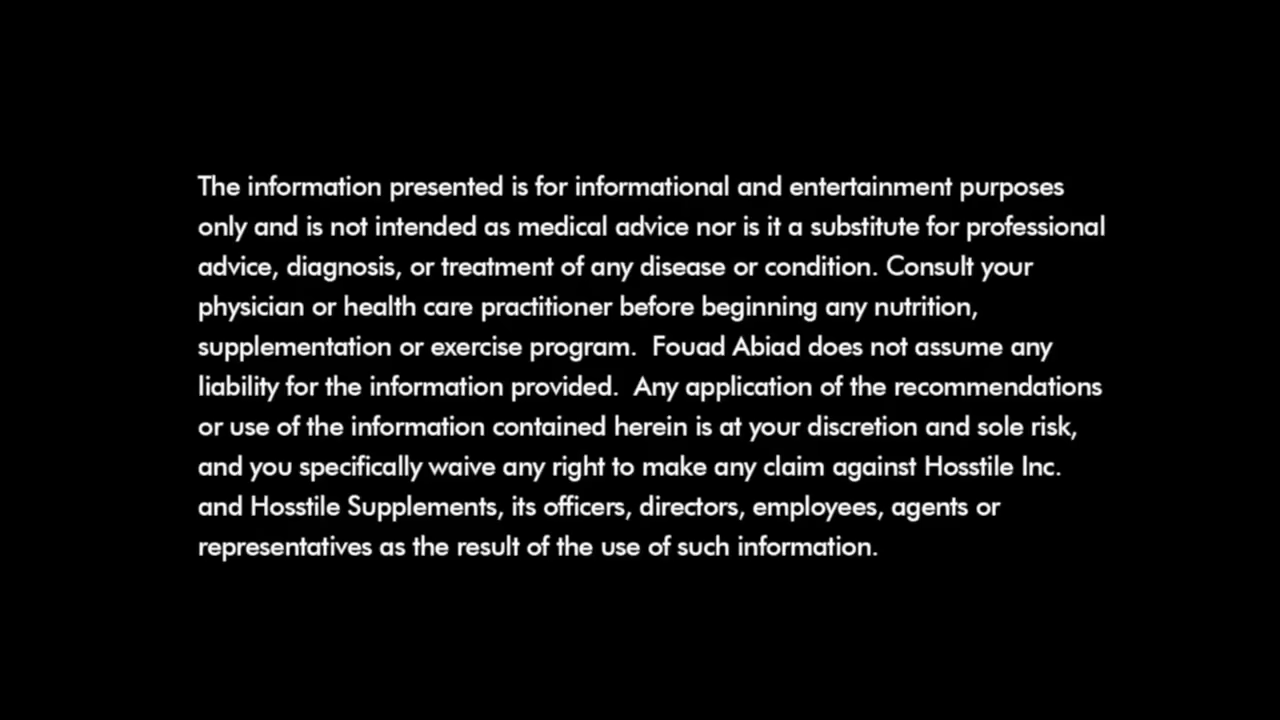 The information presented is for informational and entertainment purposes
only and is not intended as medical advice nor is it a substitute for professional
advice, diagnosis, or treatment of any disease or condition. Consult your
physician or health care practitioner before beginning any nutrition,
supplementation or exercise program.  Fouad Abiad does not assume any
liability for the information provided.  Any application of the recommendations
or use of the information contained herein is at your discretion and sole risk,
and you specifically waive any right to make any claim against Hosstile Inc.
and Hosstile Supplements, its officers, directors, employees, agents or
representatives as the result of the use of such information.